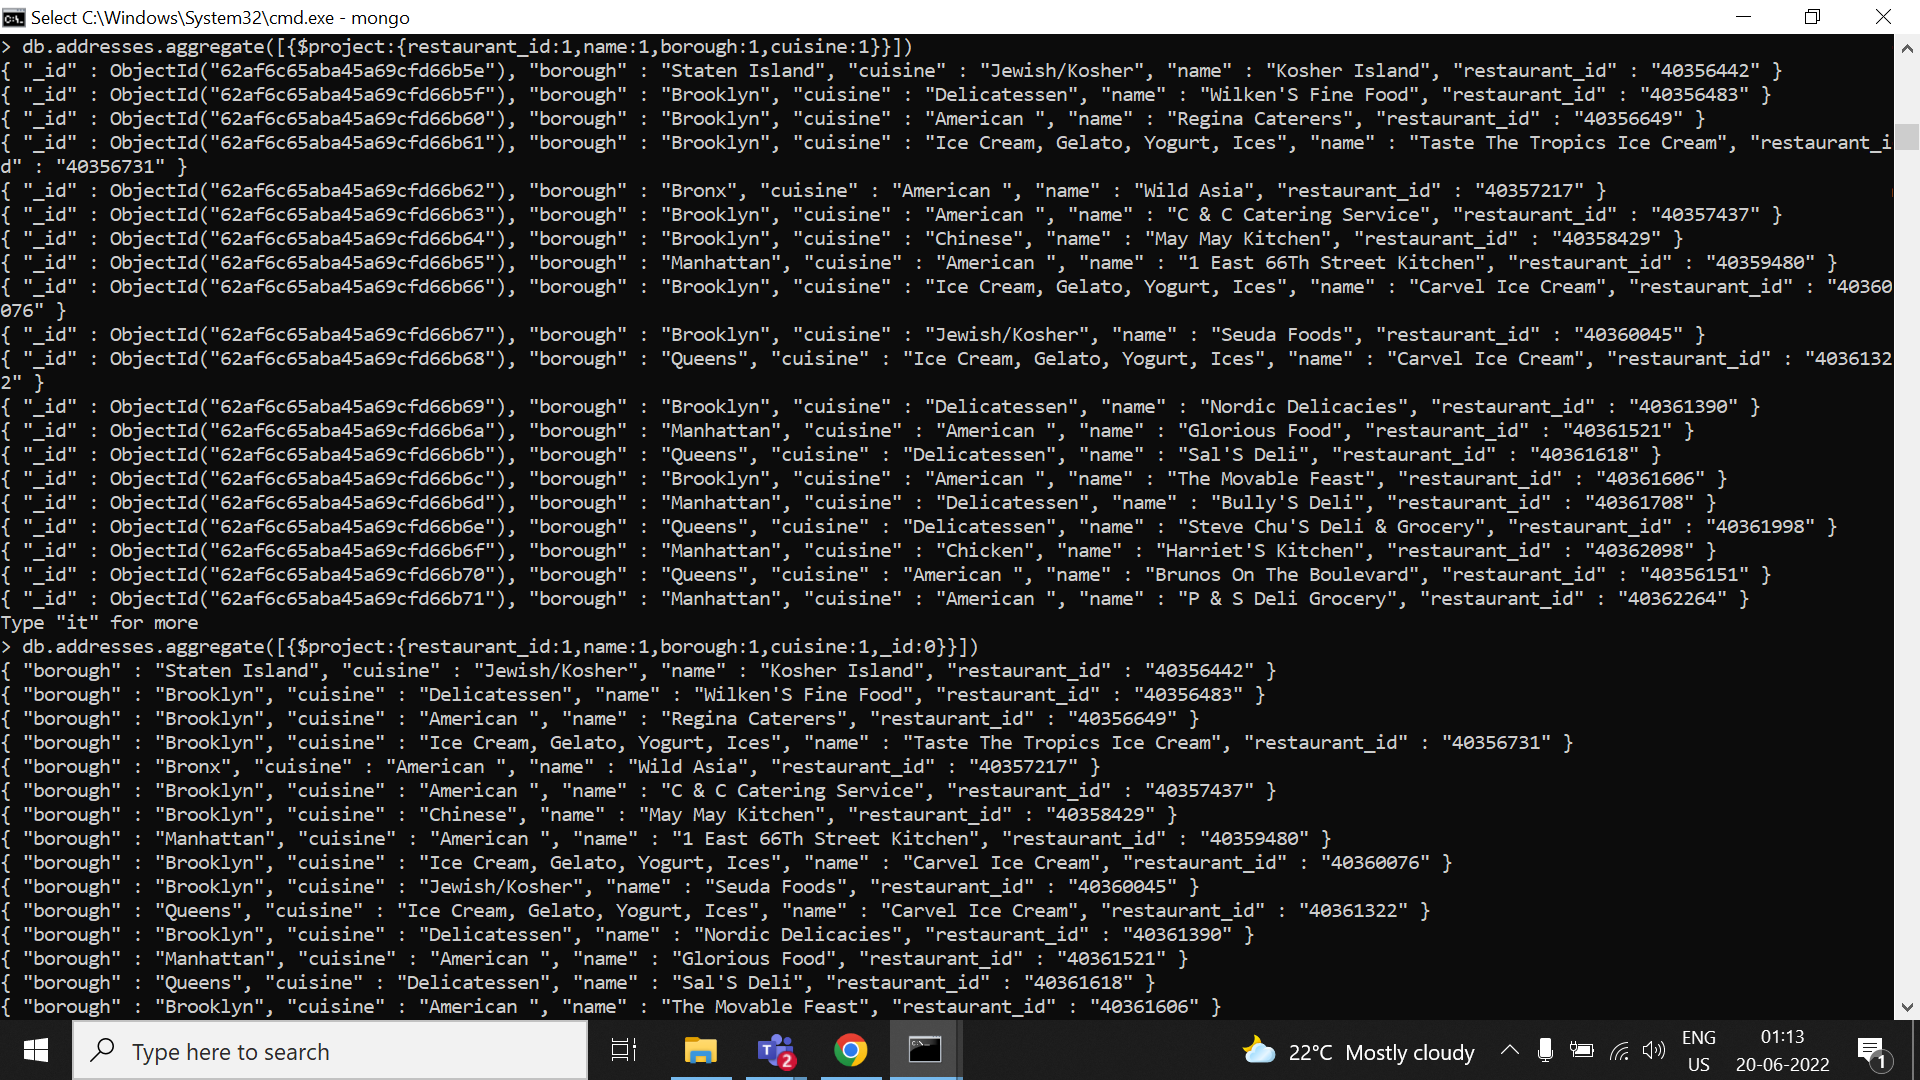 Select C:\Windows\System32\cmd.exe - mongo
> db.addresses.aggregate([{$project:{restaurant_id:1,name:1,borough:1,cuisine:1}}])
{ "_id" : ObjectId("62af6c65aba45a69cfd66b5e"), "borough" : "Staten Island", "cuisine" : "Jewish/Kosher", "name" : "Kosher Island", "restaurant_id" : "40356442" }
{ "_id" : ObjectId("62af6c65aba45a69cfd66b5f"), "borough" : "Brooklyn", "cuisine" : "Delicatessen", "name" : "Wilken'S Fine Food", "restaurant_id" : "40356483" }
{ "_id" : ObjectId("62af6c65aba45a69cfd66b60"), "borough" : "Brooklyn", "cuisine" : "American ", "name" : "Regina Caterers", "restaurant_id" : "40356649" }
{ "_id" : ObjectId("62af6c65aba45a69cfd66b61"), "borough" : "Brooklyn", "cuisine" : "Ice Cream, Gelato, Yogurt, Ices", "name" : "Taste The Tropics Ice Cream", "restaurant_i
d" : "40356731" }
{ "_id" : ObjectId("62af6c65aba45a69cfd66b62"), "borough" : "Bronx", "cuisine" : "American ", "name" : "Wild Asia", "restaurant_id" : "40357217" }
{ "_id" : ObjectId("62af6c65aba45a69cfd66b63"), "borough" : "Brooklyn", "cuisine" : "American ", "name" : "C & C Catering Service", "restaurant_id" : "40357437" }
{ "_id" : ObjectId("62af6c65aba45a69cfd66b64"), "borough" : "Brooklyn", "cuisine" : "Chinese", "name" : "May May Kitchen", "restaurant_id" : "40358429" }
{ "_id" : ObjectId("62af6c65aba45a69cfd66b65"), "borough" : "Manhattan", "cuisine" : "American ", "name" : "1 East 66Th Street Kitchen", "restaurant_id" : "40359480" }
{ "_id" : ObjectId("62af6c65aba45a69cfd66b66"), "borough" : "Brooklyn", "cuisine" : "Ice Cream, Gelato, Yogurt, Ices", "name" : "Carvel Ice Cream", "restaurant_id" : "40360
076" }
{ "_id" : ObjectId("62af6c65aba45a69cfd66b67"), "borough" : "Brooklyn", "cuisine" : "Jewish/Kosher", "name" : "Seuda Foods", "restaurant_id" : "40360045" }
{ "_id" : ObjectId("62af6c65aba45a69cfd66b68"), "borough" : "Queens", "cuisine" : "Ice Cream, Gelato, Yogurt, Ices", "name" : "Carvel Ice Cream", "restaurant_id" : "4036132
2" }
{ "_id" : ObjectId("62af6c65aba45a69cfd66b69"), "borough" : "Brooklyn", "cuisine" : "Delicatessen", "name" : "Nordic Delicacies", "restaurant_id" : "40361390" }
{ "_id" : ObjectId("62af6c65aba45a69cfd66b6a"), "borough" : "Manhattan", "cuisine" : "American ", "name" : "Glorious Food", "restaurant_id" : "40361521" }
{ "_id" : ObjectId("62af6c65aba45a69cfd66b6b"), "borough" : "Queens", "cuisine" : "Delicatessen", "name" : "Sal'S Deli", "restaurant_id" : "40361618" }
{ "_id" : ObjectId("62af6c65aba45a69cfd66b6c"), "borough" : "Brooklyn", "cuisine" : "American ", "name" : "The Movable Feast", "restaurant_id" : "40361606" }
{ "_id" : ObjectId("62af6c65aba45a69cfd66b6d"), "borough" : "Manhattan", "cuisine" : "Delicatessen", "name" : "Bully'S Deli", "restaurant_id" : "40361708" }
{ "_id" : ObjectId("62af6c65aba45a69cfd66b6e"), "borough" : "Queens", "cuisine" : "Delicatessen", "name" : "Steve Chu'S Deli & Grocery", "restaurant_id" : "40361998" }
{ "_id" : ObjectId("62af6c65aba45a69cfd66b6f"), "borough" : "Manhattan", "cuisine" : "Chicken", "name" : "Harriet'S Kitchen", "restaurant_id" : "40362098" }
{ "_id" : ObjectId("62af6c65aba45a69cfd66b70"), "borough" : "Queens", "cuisine" : "American ", "name" : "Brunos On The Boulevard", "restaurant_id" : "40356151" }
{ "_id" : ObjectId("62af6c65aba45a69cfd66b71"), "borough" : "Manhattan", "cuisine" : "American ", "name" : "P & S Deli Grocery", "restaurant_id" : "40362264" }
Type "it" for more
> db.addresses.aggregate([{$project:{restaurant_id:1,name:1,borough:1,cuisine:1,_id:0}}])
{ "borough" : "Staten Island", "cuisine" : "Jewish/Kosher", "name" : "Kosher Island", "restaurant_id" : "40356442" }
{ "borough" : "Brooklyn", "cuisine" : "Delicatessen", "name" : "Wilken'S Fine Food", "restaurant_id" : "40356483" }
{ "borough" : "Brooklyn", "cuisine" : "American ", "name" : "Regina Caterers", "restaurant_id" : "40356649" }
{ "borough" : "Brooklyn", "cuisine" : "Ice Cream, Gelato, Yogurt, Ices", "name" : "Taste The Tropics Ice Cream", "restaurant_id" : "40356731" }
{ "borough" : "Bronx", "cuisine" : "American ", "name" : "Wild Asia", "restaurant_id" : "40357217" }
{ "borough" : "Brooklyn", "cuisine" : "American ", "name" : "C & C Catering Service", "restaurant_id" : "40357437" }
{ "borough" : "Brooklyn", "cuisine" : "Chinese", "name" : "May May Kitchen", "restaurant_id" : "40358429" }
{ "borough" : "Manhattan", "cuisine" : "American ", "name" : "1 East 66Th Street Kitchen", "restaurant_id" : "40359480" }
{ "borough" : "Brooklyn", "cuisine" : "Ice Cream, Gelato, Yogurt, Ices", "name" : "Carvel Ice Cream", "restaurant_id" : "40360076" }
{ "borough" : "Brooklyn", "cuisine" : "Jewish/Kosher", "name" : "Seuda Foods", "restaurant_id" : "40360045" }
{ "borough" : "Queens", "cuisine" : "Ice Cream, Gelato, Yogurt, Ices", "name" : "Carvel Ice Cream", "restaurant_id" : "40361322" }
{ "borough" : "Brooklyn", "cuisine" : "Delicatessen", "name" : "Nordic Delicacies", "restaurant_id" : "40361390" }
{ "borough" : "Manhattan", "cuisine" : "American ", "name" : "Glorious Food", "restaurant_id" : "40361521" }
{ "borough" : "Queens", "cuisine" : "Delicatessen", "name" : "Sal'S Deli", "restaurant_id" : "40361618" }
{ "borough" : "Brooklyn", "cuisine" : "American ", "name" : "The Movable Feast", "restaurant_id" : "40361606" }
Type here to search
2
22°C Mostly cloudy
ENG
US
01:13
20-06-2022
1